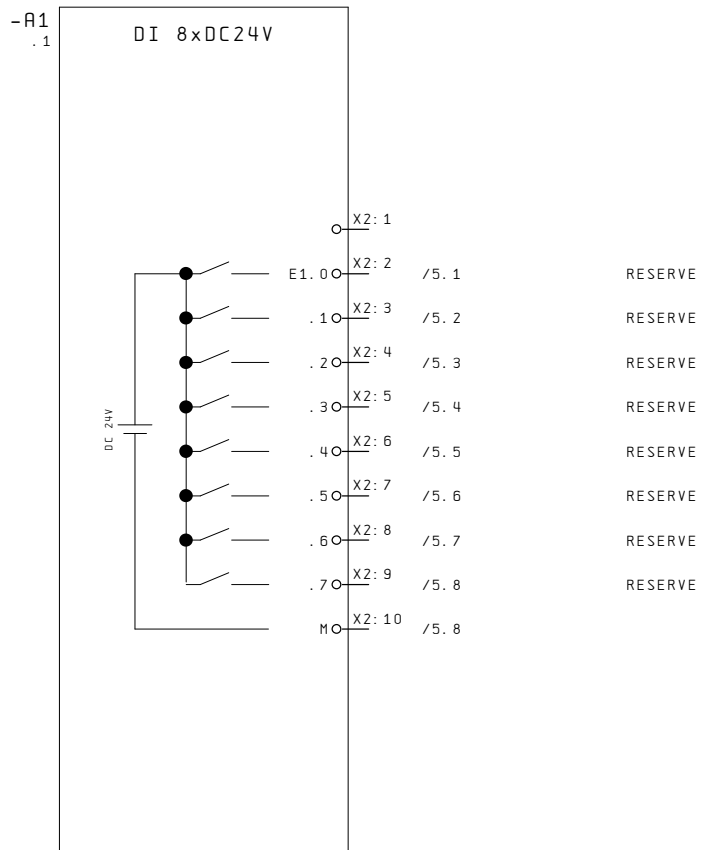 -A1
.1
DI 8xDC24V
X2:1
E1.0 X2:2 /5.1 RESERVE
.1 X2:3 /5.2 RESERVE
.2 X2:4 /5.3 RESERVE
.3 X2:5 /5.4 RESERVE
DC 24V
.4 X2:6 /5.5 RESERVE
.5 X2:7 /5.6 RESERVE
.6 X2:8 /5.7 RESERVE
.7 X2:9 /5.8 RESERVE
M X2:10 /5.8